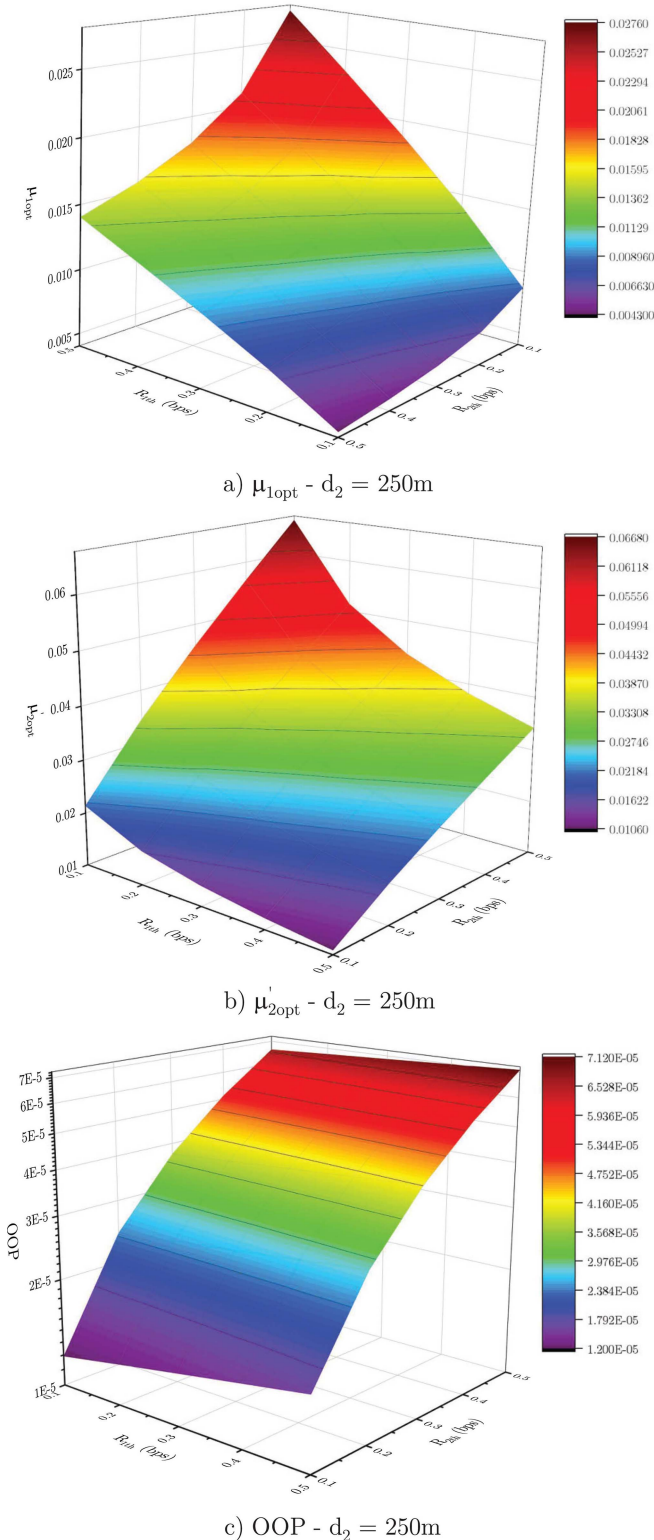 0.025
0.020
0.015
0.010
0.005
μ1opt
0.5
0.4
0.3
0.2
0.1
R1th (bps)
0.5
0.4
0.3
0.2
0.1
R2th (bps)
0.02760
0.02527
0.02294
0.02061
0.01828
0.01595
0.01362
0.01129
0.008960
0.006630
0.004300
a) μ1opt - d2 = 250m
0.06
0.05
0.04
0.03
0.02
0.01
μ'2opt
0.1
0.2
0.3
0.4
0.5
R1th (bps)
0.1
0.2
0.3
0.4
0.5
R2th (bps)
0.06680
0.06118
0.05556
0.04994
0.04432
0.03870
0.03308
0.02746
0.02184
0.01622
0.01060
b) μ'2opt - d2 = 250m
7E-5
6E-5
5E-5
4E-5
3E-5
2E-5
1E-5
OOP
0.1
0.2
0.3
0.4
0.5
R1th (bps)
0.1
0.2
0.3
0.4
0.5
R2th (bps)
7.120E-05
6.528E-05
5.936E-05
5.344E-05
4.752E-05
4.160E-05
3.568E-05
2.976E-05
2.384E-05
1.792E-05
1.200E-05
c) OOP - d2 = 250m